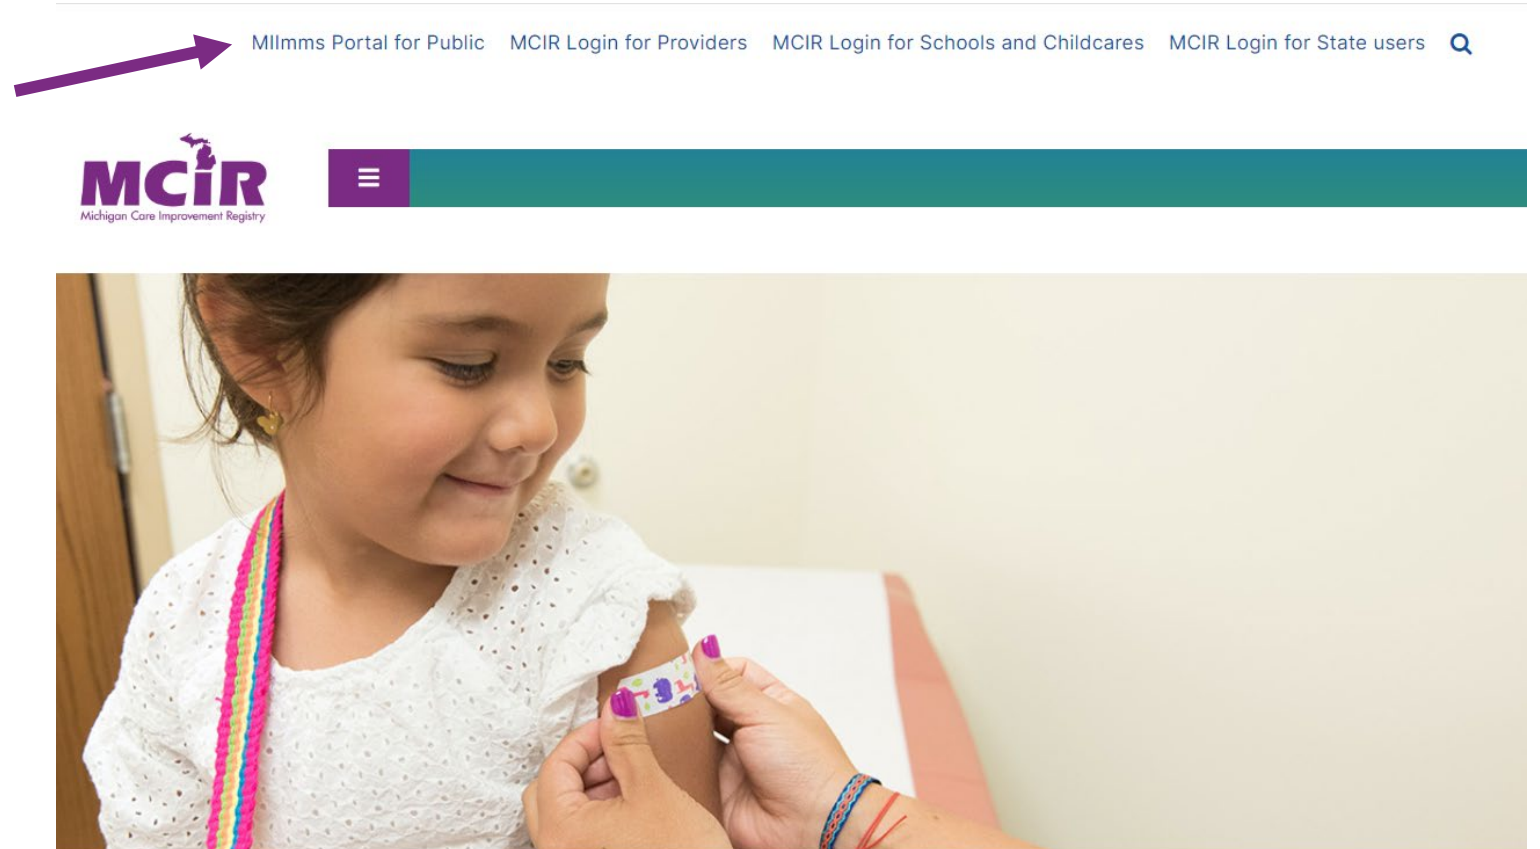 MIImms Portal for Public MCIR Login for Providers MCIR Login for Schools and Childcares MCIR Login for State users
MCiR
Michigan Care Improvement Registry